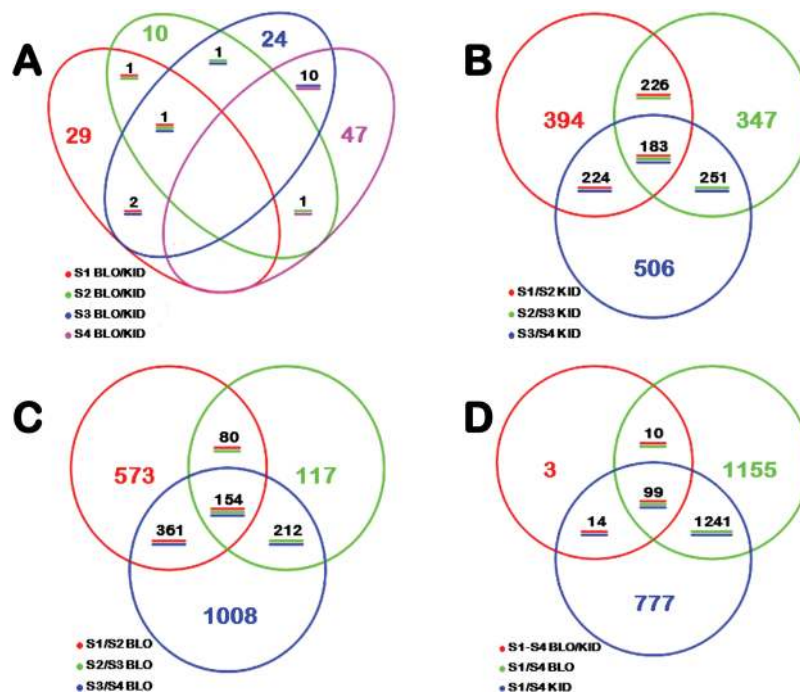 A
10
1
24
1
10
29
1
47
2
1
S1 BLO/KID
S2 BLO/KID
S3 BLO/KID
S4 BLO/KID
B
226
394
347
183
224
251
506
S1/S2 KID
S2/S3 KID
S3/S4 KID
C
80
573
117
154
361
212
1008
S1/S2 BLO
S2/S3 BLO
S3/S4 BLO
D
10
3
1155
99
14
1241
777
S1-S4 BLO/KID
S1/S4 BLO
S1/S4 KID